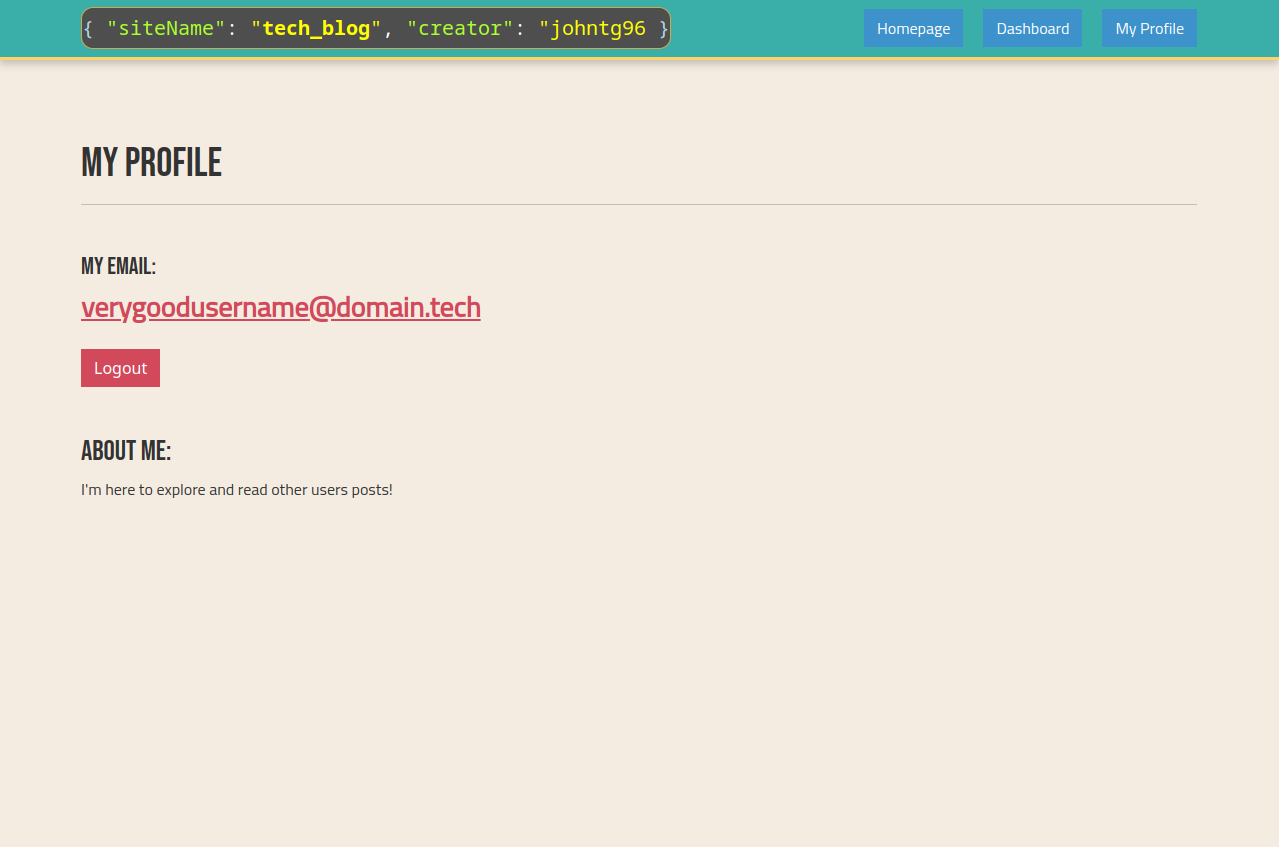 { "siteName": "tech_blog", "creator": "johntg96 }
Homepage
Dashboard
My Profile
MY PROFILE
MY EMAIL:
verygoodusername@domain.tech
Logout
ABOUT ME:
I'm here to explore and read other users posts!